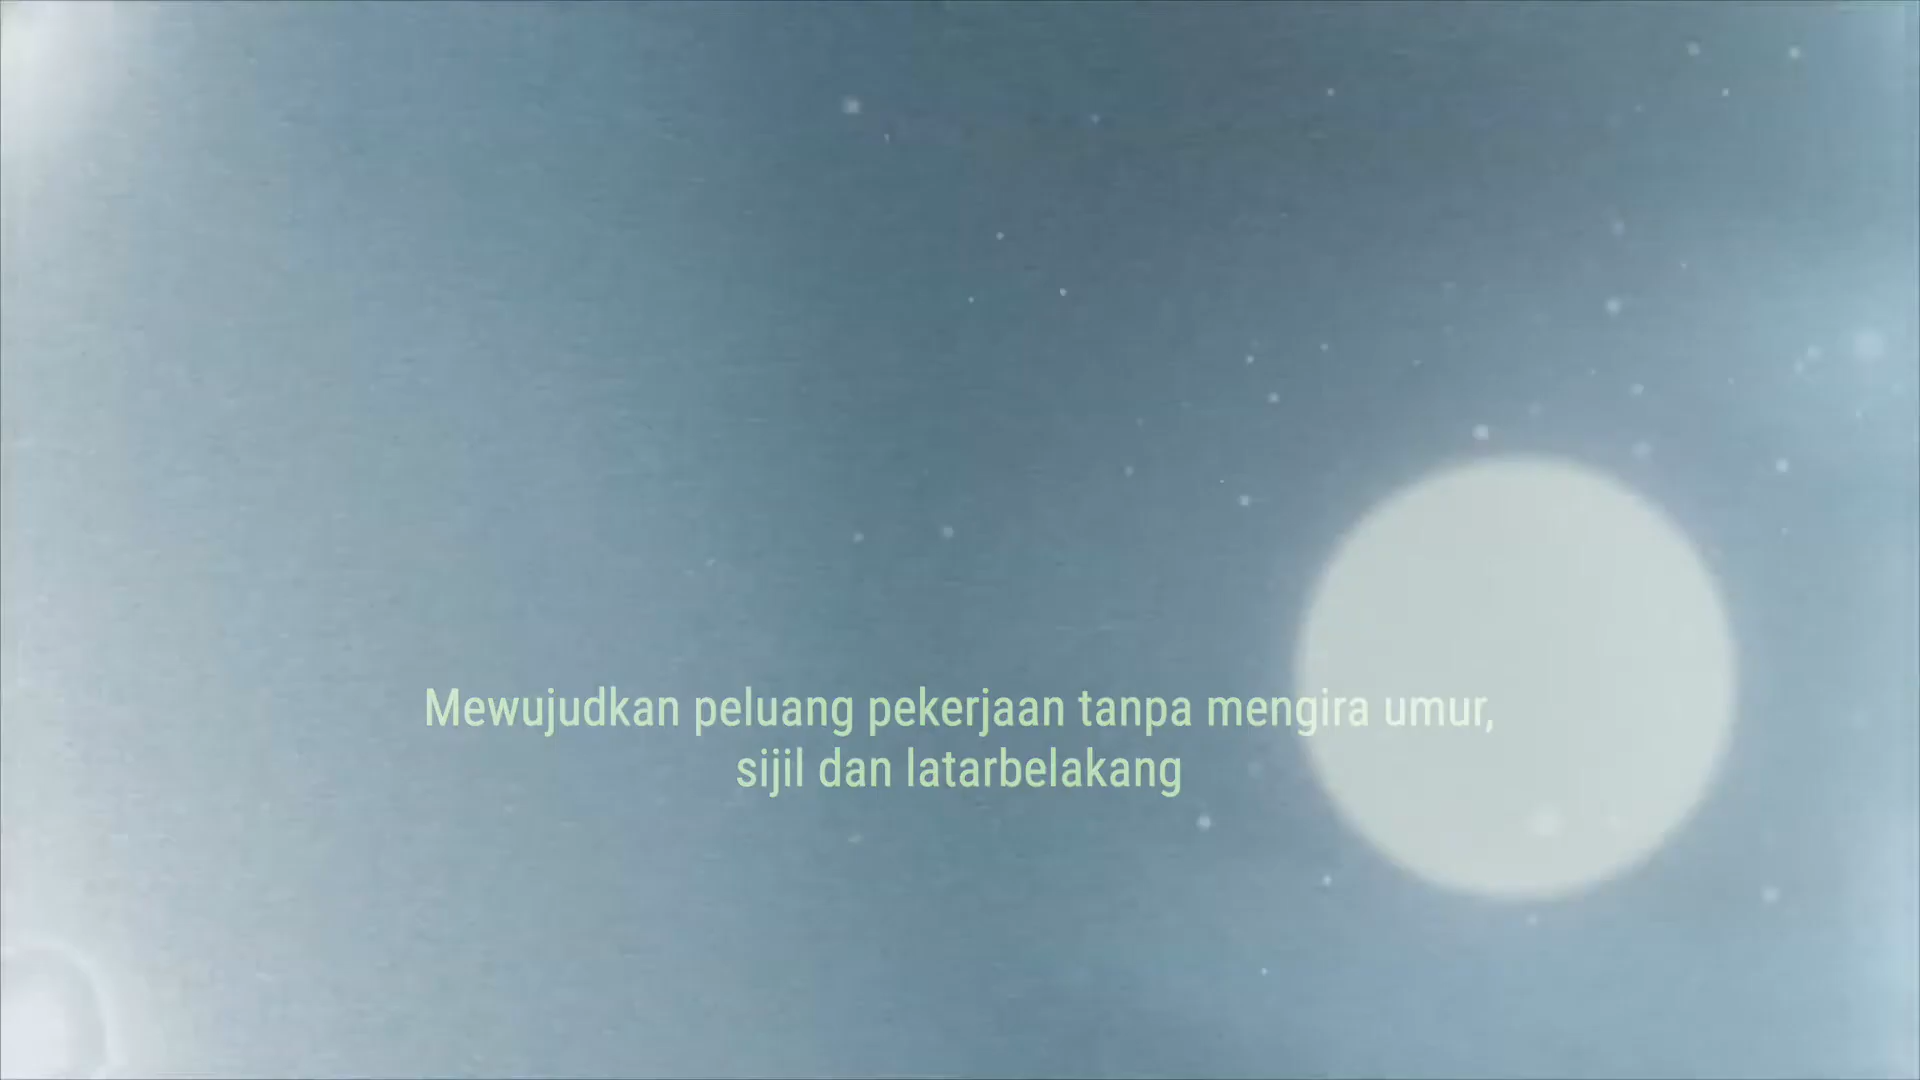 Mewujudkan peluang pekerjaan tanpa mengira umur,
sijil dan latarbelakang